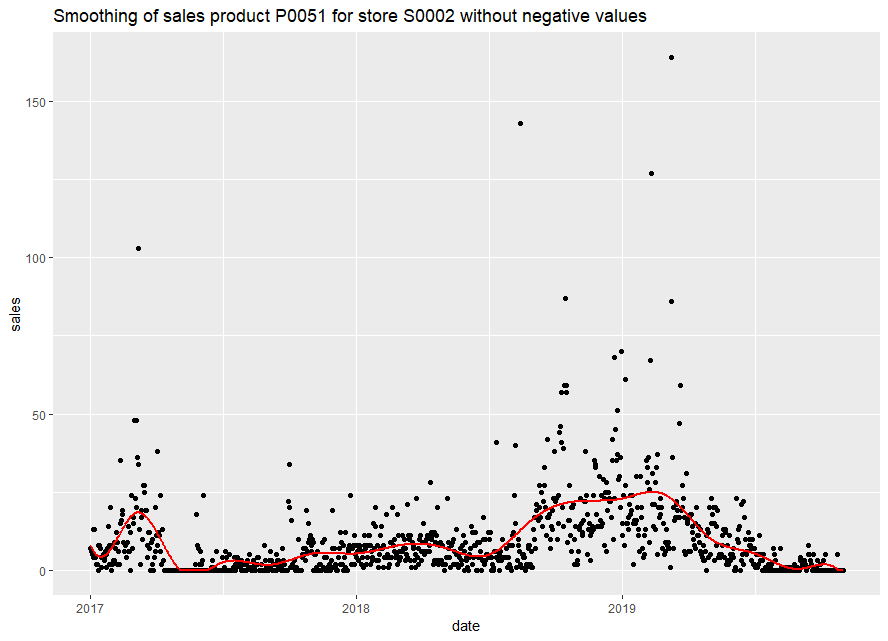 Smoothing of sales product P0051 for store S0002 without negative values
150
100
50
0
sales
2017
2018
2019
date